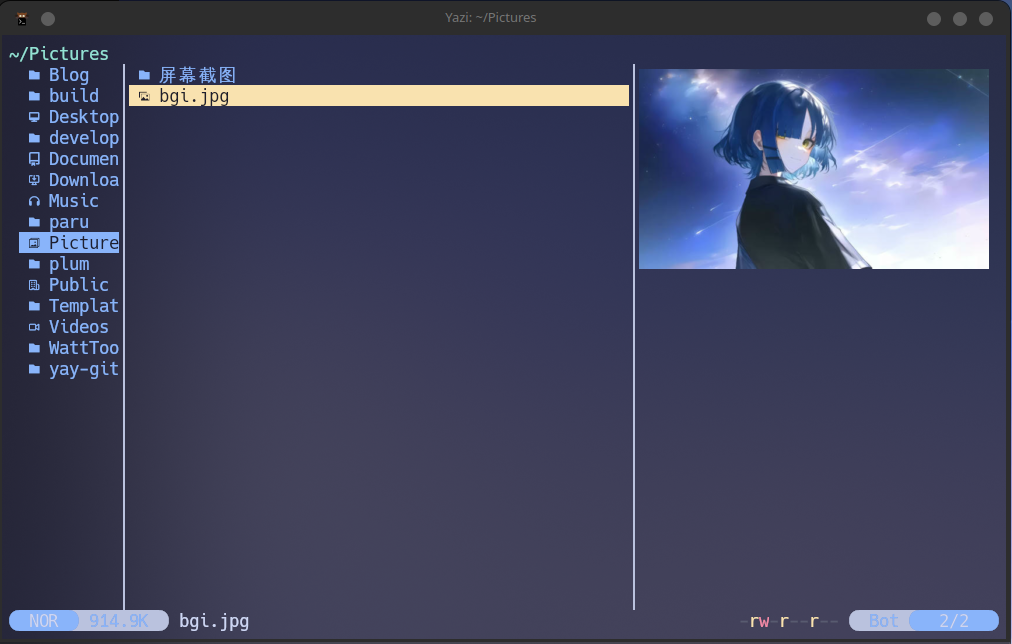 Yazi: ~/Pictures
~/Pictures
Blog
build
Desktop
develop
Documen
Downloa
Music
paru
Picture
plum
Public
Templat
Videos
WattToo
yay-git
屏幕截图
bgi.jpg
NOR 914.9K bgi.jpg -rw-r--r-- Bot 2/2